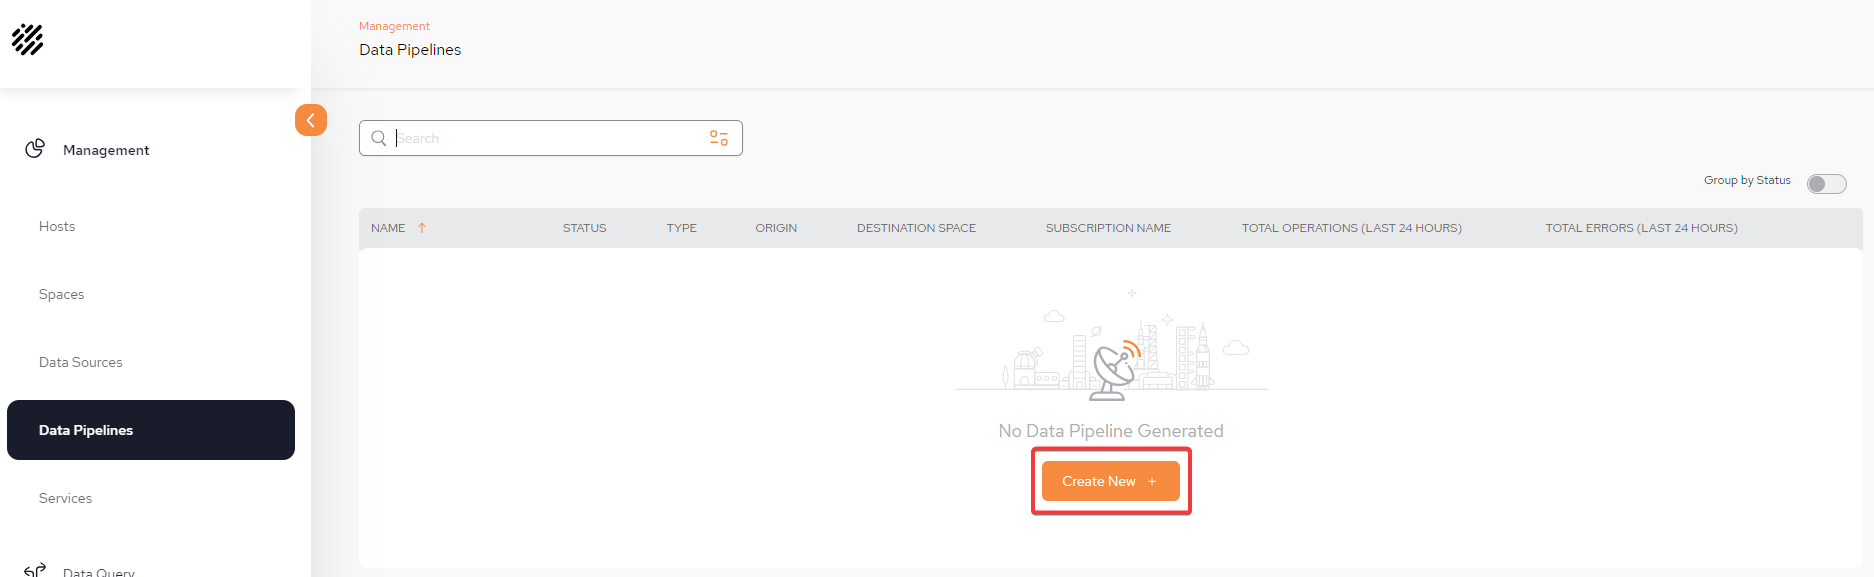 Management
Data Pipelines
Search
Management
Group by Status
NAME STATUS TYPE ORIGIN DESTINATION SPACE SUBSCRIPTION NAME TOTAL OPERATIONS (LAST 24 HOURS) TOTAL ERRORS (LAST 24 HOURS)
Hosts
Spaces
Data Sources
Data Pipelines
Services
Data Query
No Data Pipeline Generated
Create New +